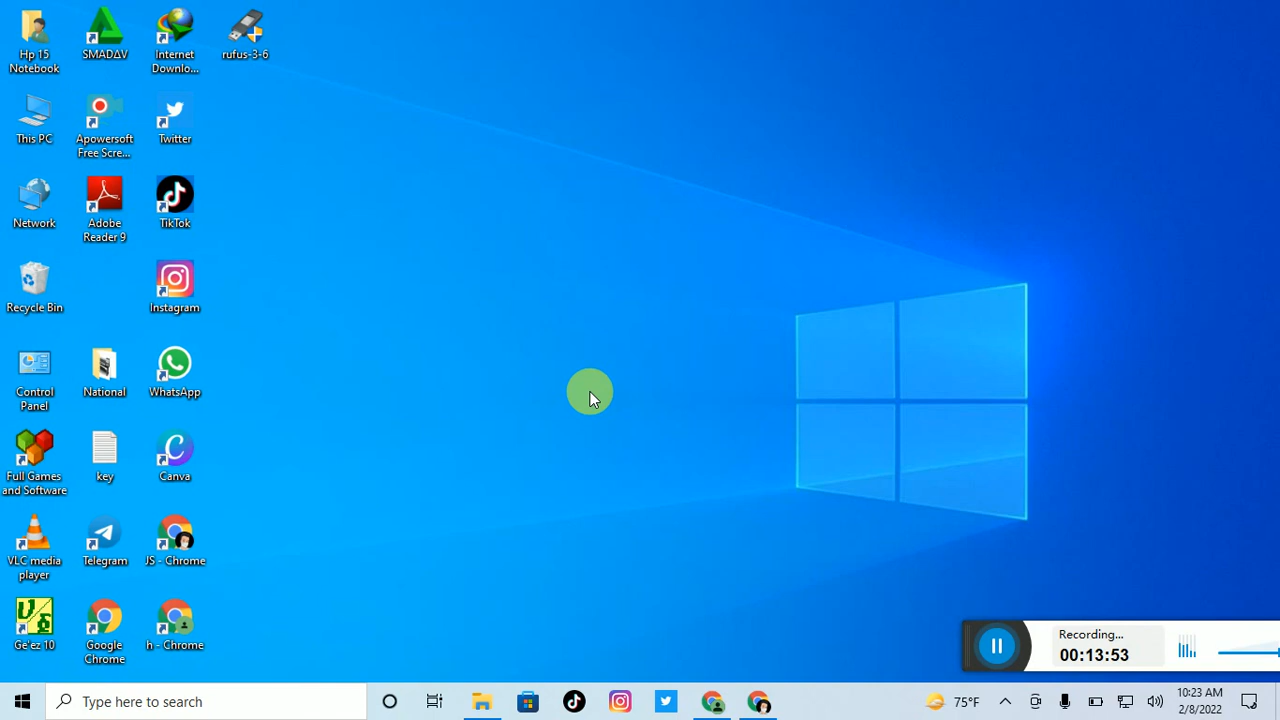 Hp 15
Notebook
SMADAV
Internet
Downlo...
rufus-3-6
This PC
Apowersoft
Free Scre...
Twitter
Network
Adobe
Reader 9
TikTok
Recycle Bin
Instagram
Control
Panel
National
WhatsApp
Full Games
and Software
key
Canva
VLC media
player
Telegram
JS - Chrome
Ge'ez 10
Google
Chrome
h - Chrome
Recording...
00:13:53
Type here to search
75°F
10:23 AM
2/8/2022